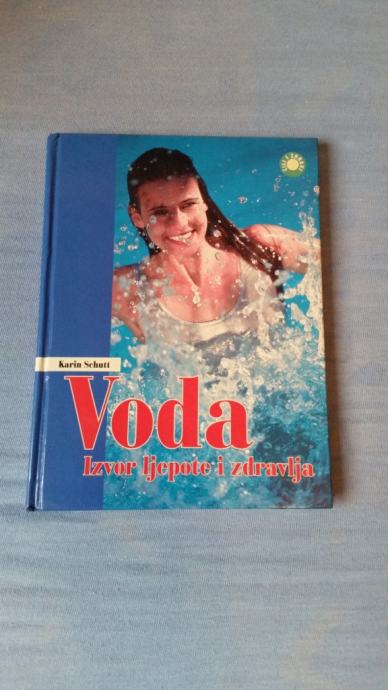 Karin Schutt
Voda
Izvor ljepote i zdravlja